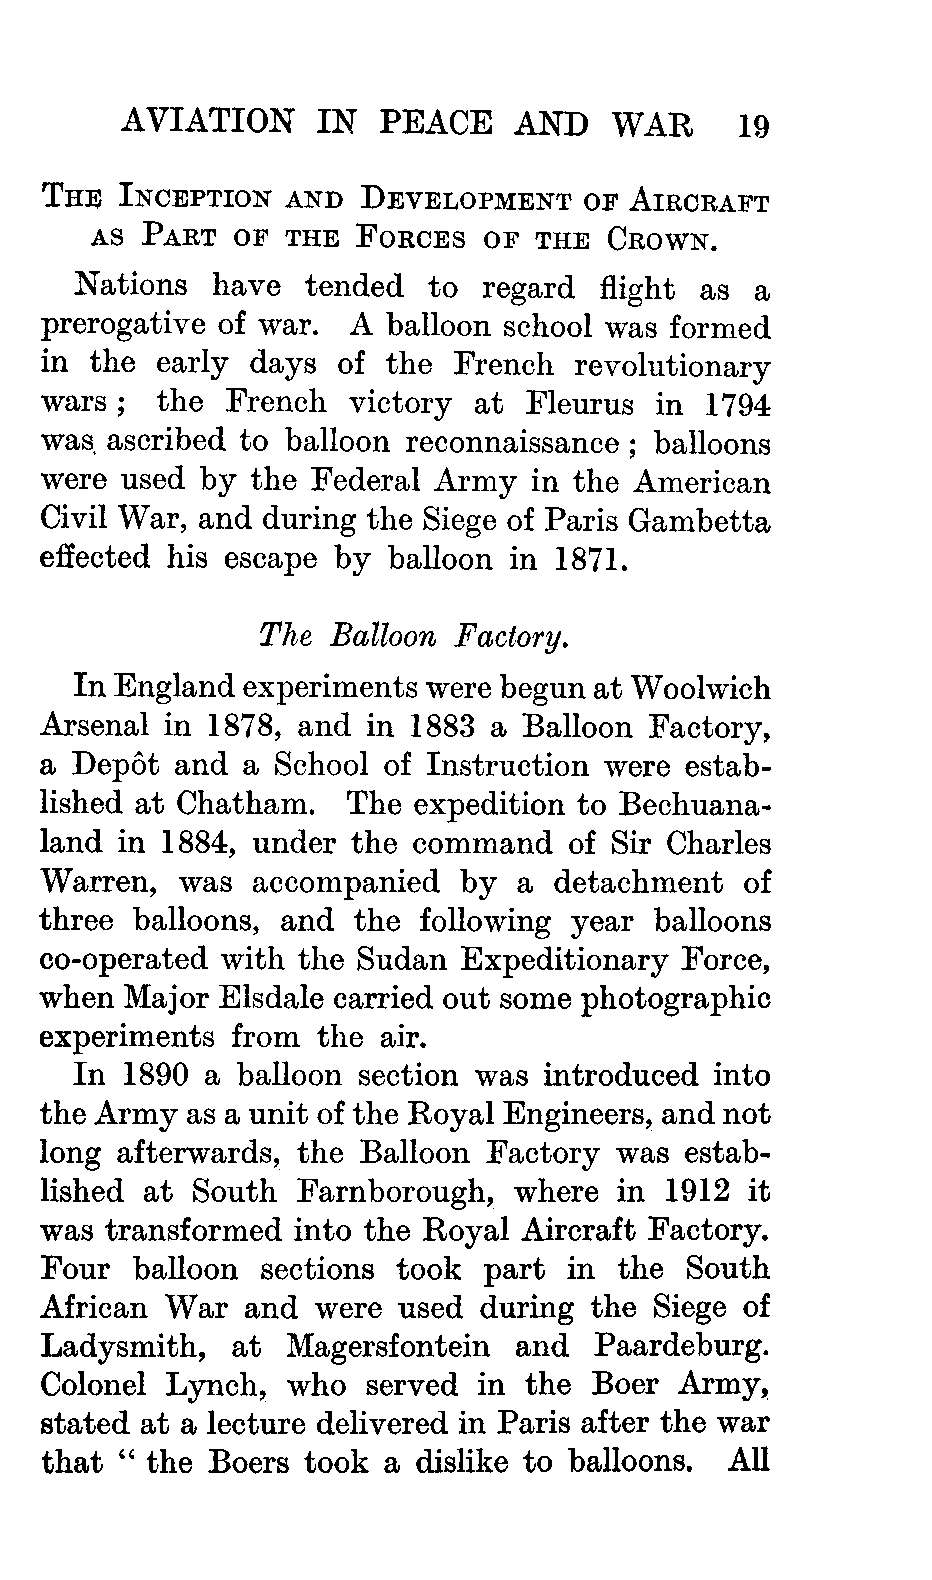 AVIATION IN PEACE AND WAR 19
THE INCEPTION AND DEVELOPMENT OF AIRCRAFT
AS PART OF THE FORCES OF THE CROWN.
Nations have tended to regard flight as a
prerogative of war. A balloon school was formed
in the early days of the French revolutionary
wars ; the French victory at Fleurus in 1794
was ascribed to balloon reconnaissance ; balloons
were used by the Federal Army in the American
Civil War, and during the Siege of Paris Gambetta
effected his escape by balloon in 1871.
The Balloon Factory.
In England experiments were begun at Woolwich
Arsenal in 1878, and in 1883 a Balloon Factory,
a Depôt and a School of Instruction were estab-
lished at Chatham. The expedition to Bechuana-
land in 1884, under the command of Sir Charles
Warren, was accompanied by a detachment of
three balloons, and the following year balloons
co-operated with the Sudan Expeditionary Force,
when Major Elsdale carried out some photographic
experiments from the air.
In 1890 a balloon section was introduced into
the Army as a unit of the Royal Engineers, and not
long afterwards, the Balloon Factory was estab-
lished at South Farnborough, where in 1912 it
was transformed into the Royal Aircraft Factory.
Four balloon sections took part in the South
African War and were used during the Siege of
Ladysmith, at Magersfontein and Paardeburg.
Colonel Lynch, who served in the Boer Army,
stated at a lecture delivered in Paris after the war
that “ the Boers took a dislike to balloons. All